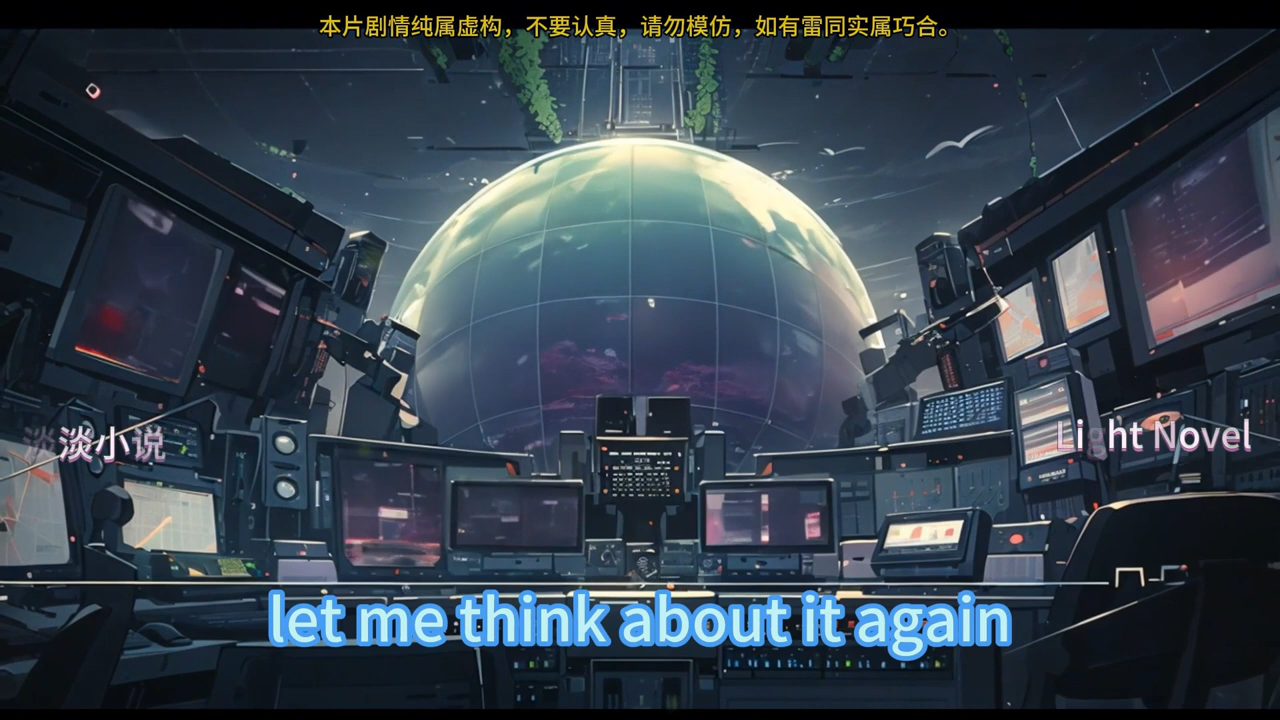 本片剧情纯属虚构，不要认真，请勿模仿，如有雷同实属巧合。
淡淡小说
Light Novel
let me think about it again